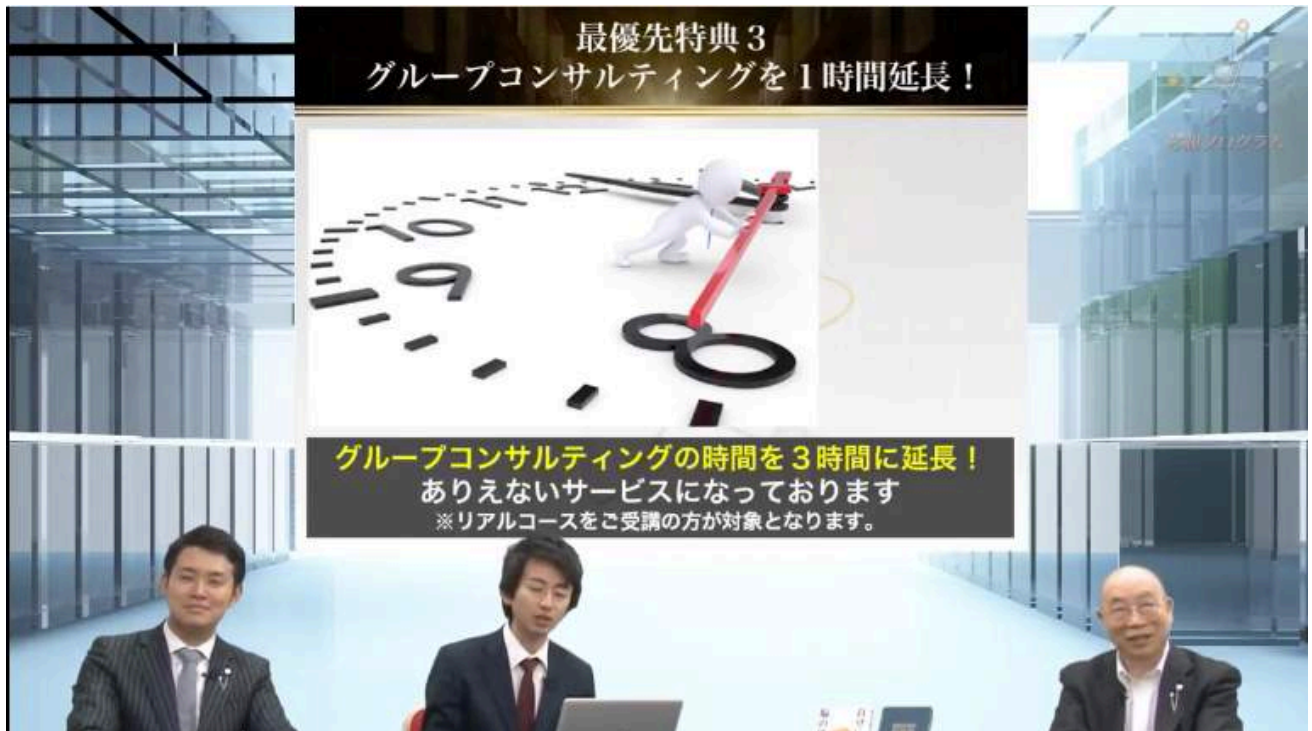 最優先特典３
グループコンサルティングを１時間延長！
10
9
8
グループコンサルティングの時間を３時間に延長！
ありえないサービスになっております
※リアルコースをご受講の方が対象となります。